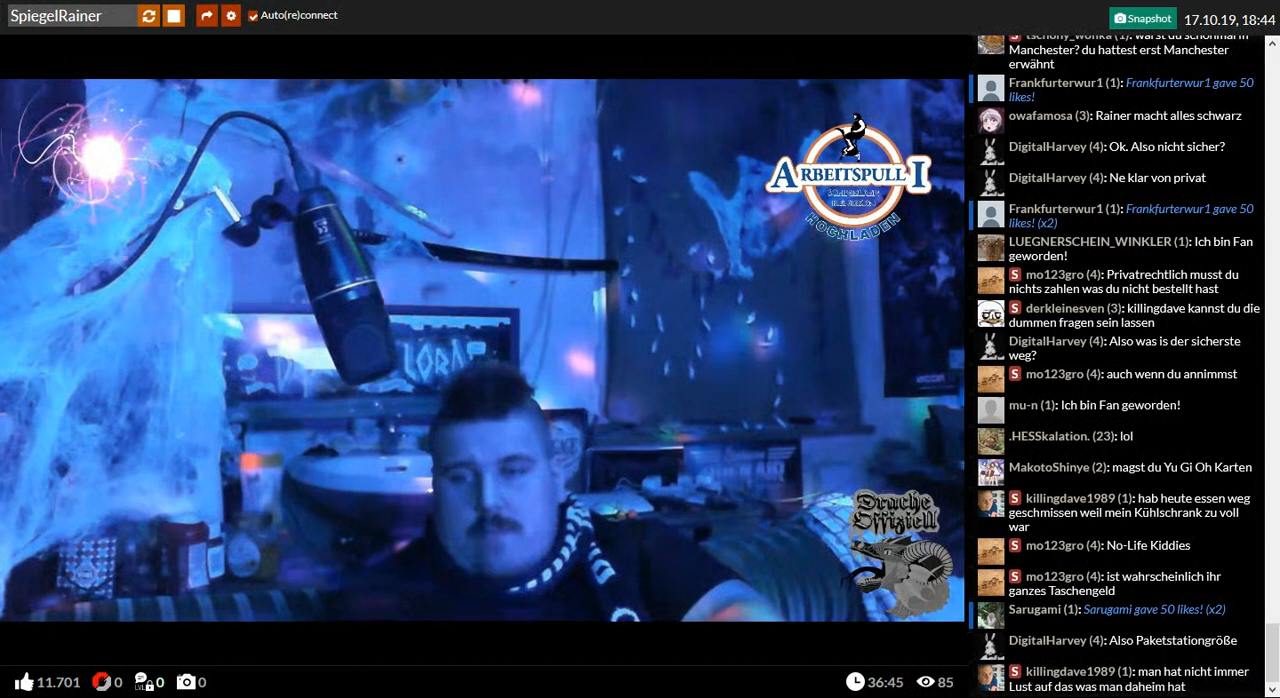 SpiegelRainer
Auto(re)connect
Snapshot
17.10.19, 18:44
ARBEITSPULLI
HOCHLADEN
LORD
Drache
Offiziell
tschony_wonka (1): warst du schonmal in
Manchester? du hattest erst Manchester
erwähnt
Frankfurterwur1 (1): Frankfurterwur1 gave 50
likes!
owafamosa (3): Rainer macht alles schwarz
DigitalHarvey (4): Ok. Also nicht sicher?
DigitalHarvey (4): Ne klar von privat
Frankfurterwur1 (1): Frankfurterwur1 gave 50
likes! (x2)
LUEGNERSCHEIN_WINKLER (1): Ich bin Fan
geworden!
S mo123gro (4): Privatrechtlich musst du
nichts zahlen was du nicht bestellt hast
S derkleinesven (3): killingdave kannst du die
dummen fragen sein lassen
DigitalHarvey (4): Also was is der sicherste
weg?
S mo123gro (4): auch wenn du annimmst
mu-n (1): Ich bin Fan geworden!
.HESSkalation. (23): lol
MakotoShinye (2): magst du Yu Gi Oh Karten
S killingdave1989 (1): hab heute essen weg
geschmissen weil mein Kühlschrank zu voll
war
S mo123gro (4): No-Life Kiddies
S mo123gro (4): ist wahrscheinlich ihr
ganzes Taschengeld
Sarugami (1): Sarugami gave 50 likes! (x2)
DigitalHarvey (4): Also Paketstationgröße
S killingdave1989 (1): man hat nicht immer
Lust auf das was man daheim hat
11.701
0
LVL
0
0
36:45
85